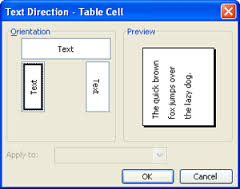 Text Direction - Table Cell
Orientation
Preview
Text
Text
Text
The quick brown
fox jumps over
the lazy dog.
Apply to:
OK
Cancel